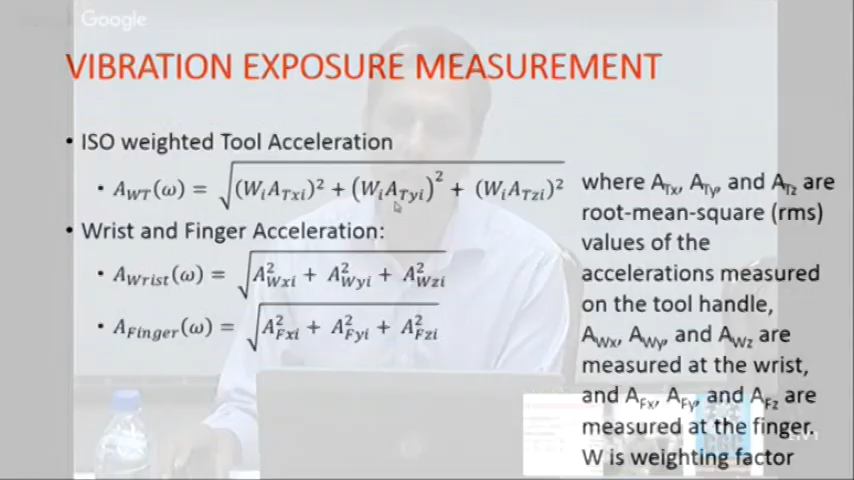 Google
VIBRATION EXPOSURE MEASUREMENT
• ISO weighted Tool Acceleration
• A_WT(ω) = √((W_iA_Txi)² + (W_iA_Tyi)² + (W_iA_Tzi)²)
• Wrist and Finger Acceleration:
• A_Wrist(ω) = √(A²_Wxi + A²_Wyi + A²_Wzi)
• A_Finger(ω) = √(A²_Fxi + A²_Fyi + A²_Fzi)
where A_Tx, A_Ty, and A_Tz are
root-mean-square (rms)
values of the
accelerations measured
on the tool handle,
A_Wx, A_Wy, and A_Wz are
measured at the wrist,
and A_Fx, A_Fy, and A_Fz are
measured at the finger.
W is weighting factor